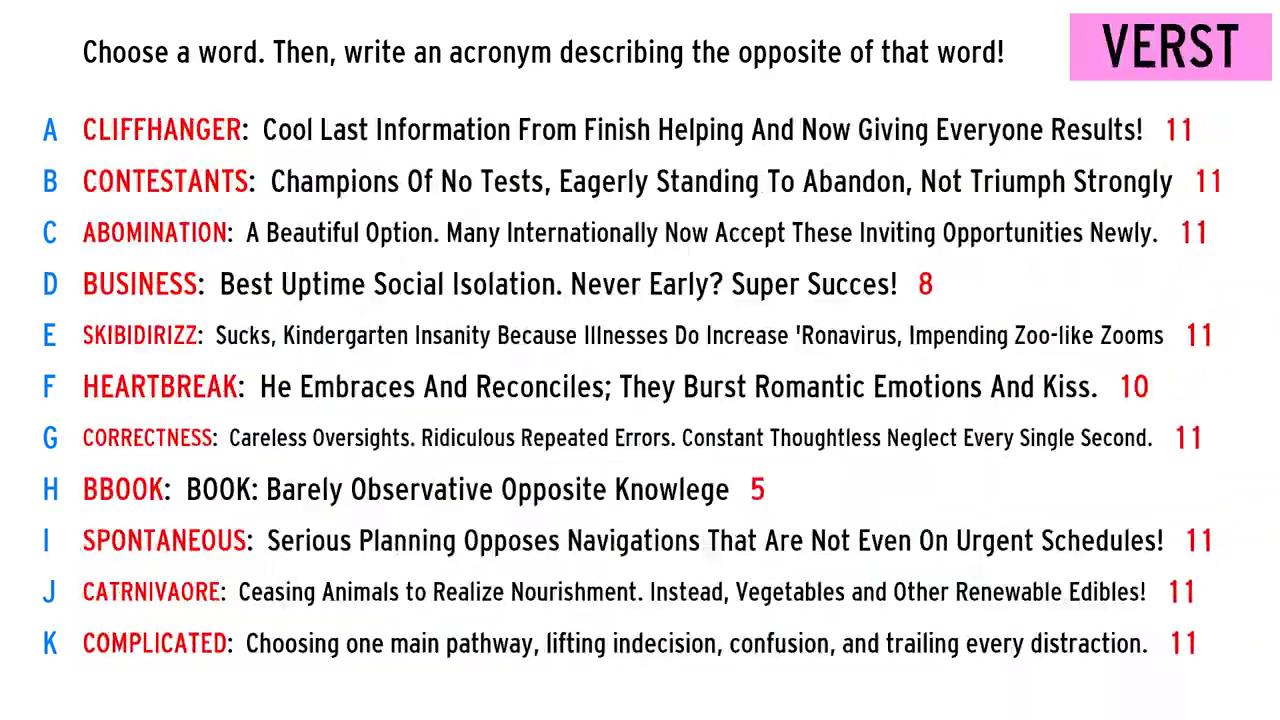 Choose a word. Then, write an acronym describing the opposite of that word!
VERST
A CLIFFHANGER: Cool Last Information From Finish Helping And Now Giving Everyone Results! 11
B CONTESTANTS: Champions Of No Tests, Eagerly Standing To Abandon, Not Triumph Strongly 11
C ABOMINATION: A Beautiful Option. Many Internationally Now Accept These Inviting Opportunities Newly. 11
D BUSINESS: Best Uptime Social Isolation. Never Early? Super Succes! 8
E SKIBIDIRIZZ: Sucks, Kindergarten Insanity Because Illnesses Do Increase 'Ronavirus, Impending Zoo-like Zooms 11
F HEARTBREAK: He Embraces And Reconciles; They Burst Romantic Emotions And Kiss. 10
G CORRECTNESS: Careless Oversights. Ridiculous Repeated Errors. Constant Thoughtless Neglect Every Single Second. 11
H BBOOK: BOOK: Barely Observative Opposite Knowlege 5
I SPONTANEOUS: Serious Planning Opposes Navigations That Are Not Even On Urgent Schedules! 11
J CATRNIVAORE: Ceasing Animals to Realize Nourishment. Instead, Vegetables and Other Renewable Edibles! 11
K COMPLICATED: Choosing one main pathway, lifting indecision, confusion, and trailing every distraction. 11